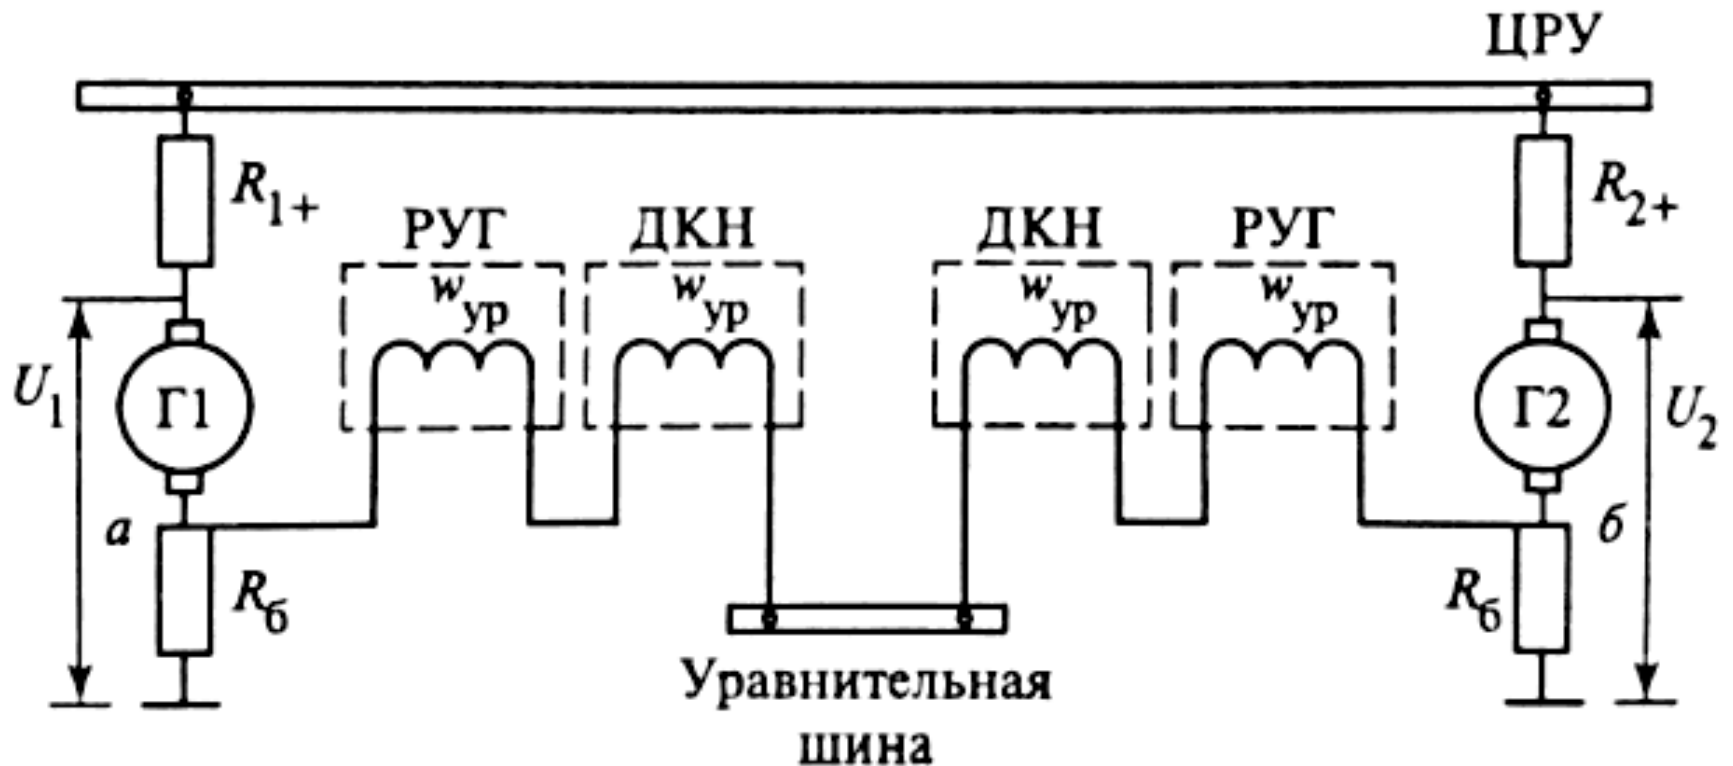 ЦРУ
R1+
R2+
РУГ ДКН ДКН РУГ
wур wур wур wур
U1 Г1 Г2 U2
а б
Rб Rб
Уравнительная
шина